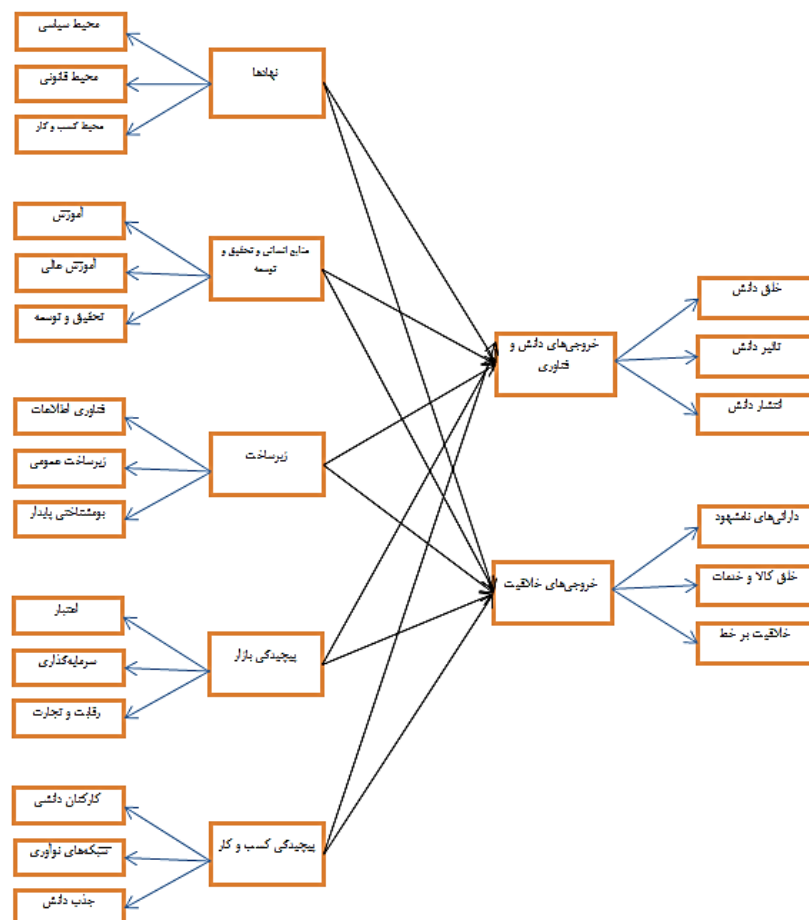 محیط سیاسی
محیط قانونی
محیط کسب و کار
نهادها
آموزش
آموزش عالی
تحقیق و توسعه
منابع انسانی و تحقیق و
توسعه
فناوری اطلاعات
زیرساخت عمومی
بومشناختی پایدار
زیرساخت
اعتبار
سرمایه‌گذاری
رقابت و تجارت
پیچیدگی بازار
کارکنان دانشی
شبکه‌های نوآوری
جذب دانش
پیچیدگی کسب و کار
خروجی‌های دانش و
فناوری
خلق دانش
تاثیر دانش
انتشار دانش
خروجی‌های خلاقیت
دارائی‌های نامشهود
خلق کالا و خدمات
خلاقیت بر خط